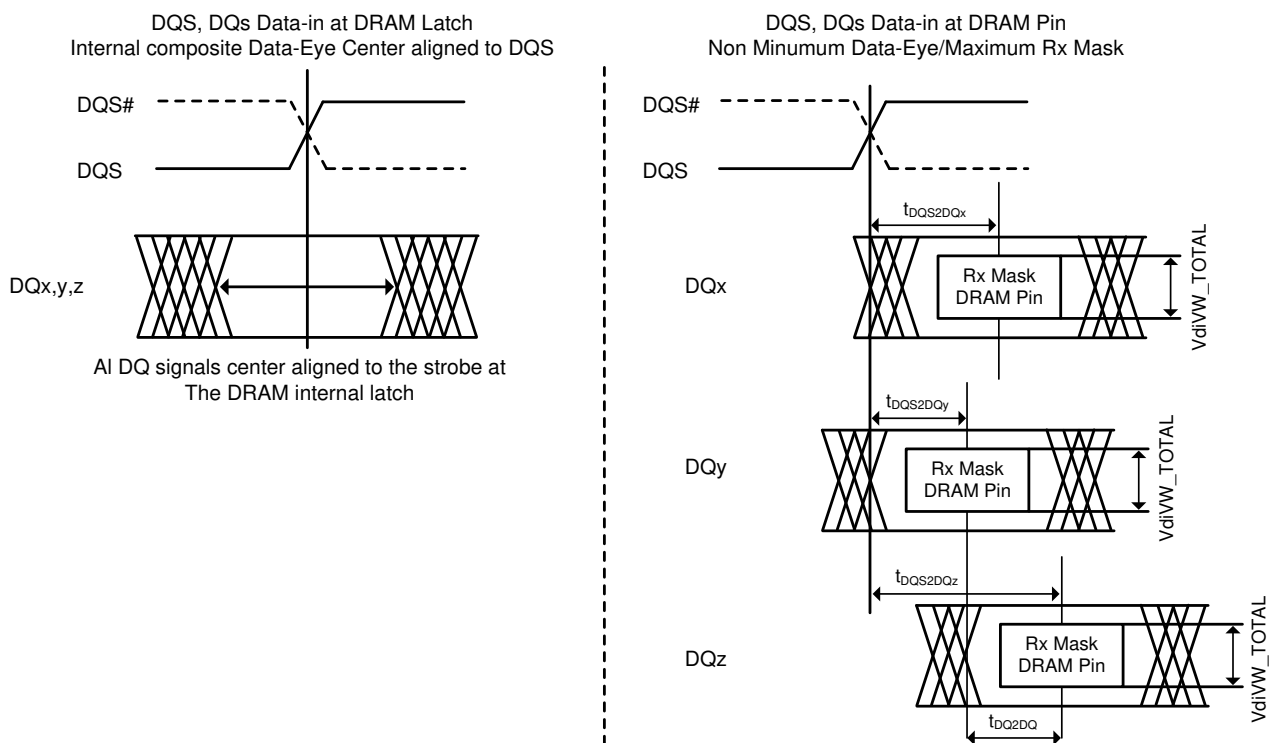 DQS, DQs Data-in at DRAM Latch
Internal composite Data-Eye Center aligned to DQS
DQS#
DQS
DQx,y,z
Al DQ signals center aligned to the strobe at
The DRAM internal latch
DQS, DQs Data-in at DRAM Pin
Non Minumum Data-Eye/Maximum Rx Mask
DQS#
DQS
tDQS2DQx
DQx
Rx Mask
DRAM Pin
VdiVW_TOTAL
tDQS2DQy
DQy
Rx Mask
DRAM Pin
VdiVW_TOTAL
tDQS2DQz
DQz
Rx Mask
DRAM Pin
VdiVW_TOTAL
tDQ2DQ